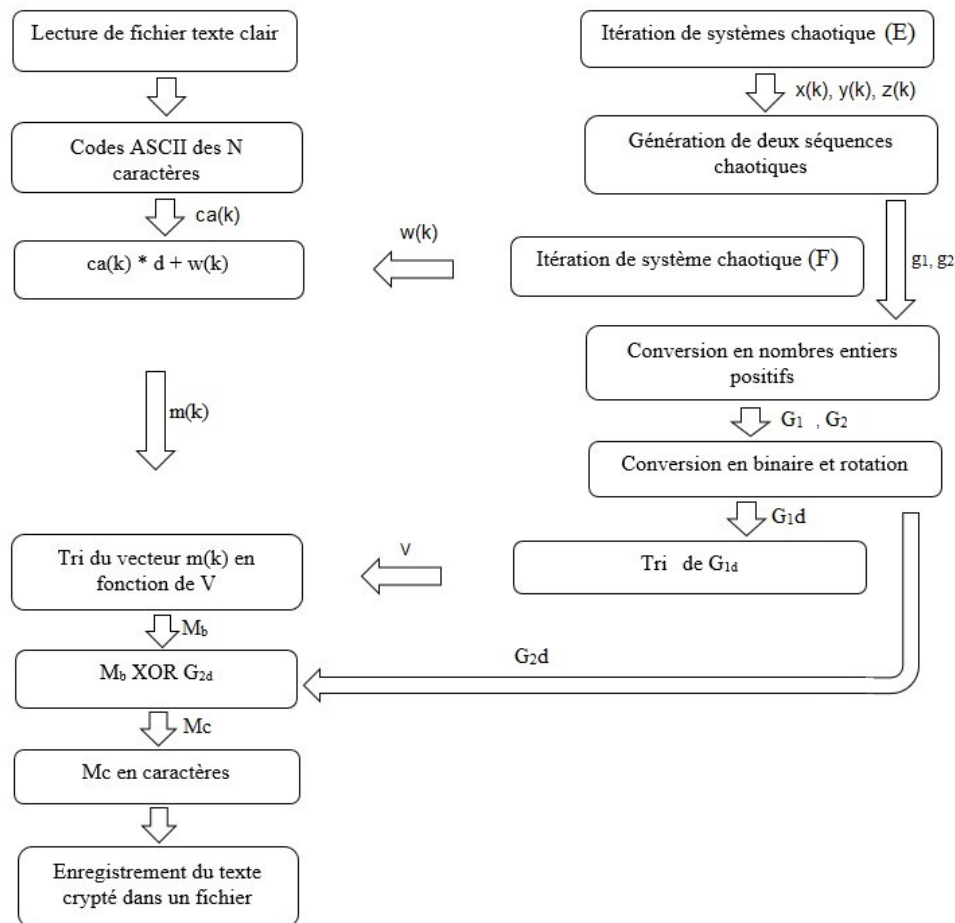 Lecture de fichier texte clair
Itération de systèmes chaotique (E)
x(k), y(k), z(k)
Codes ASCII des N
caractères
Génération de deux séquences
chaotiques
ca(k)
w(k)
ca(k) * d + w(k)
Itération de système chaotique (F)
g1, g2
Conversion en nombres entiers
positifs
m(k)
G1 , G2
Conversion en binaire et rotation
G1d
Tri du vecteur m(k) en
fonction de V
V
Tri de G1d
Mb
Mb XOR G2d
G2d
Mc
Mc en caractères
Enregistrement du texte
crypté dans un fichier